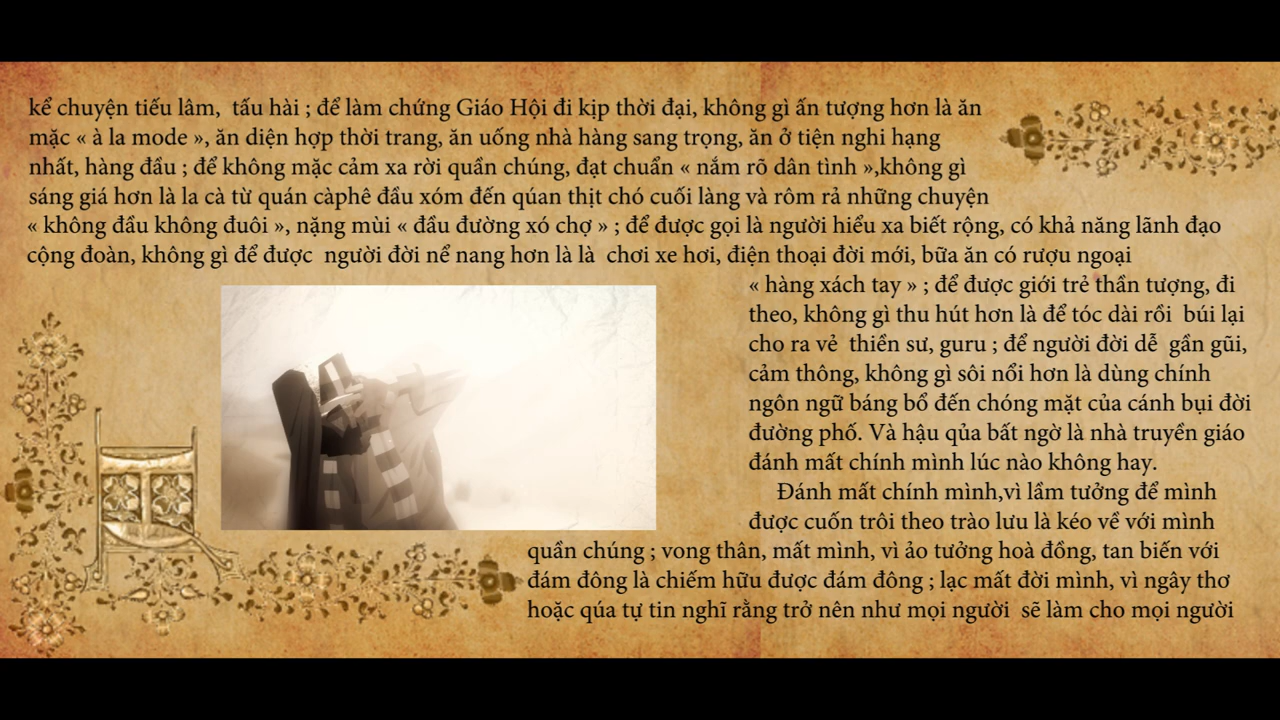 kể chuyện tiếu lâm, tấu hài ; để làm chứng Giáo Hội đi kịp thời đại, không gì ấn tượng hơn là ăn
mặc « à la mode », ăn diện hợp thời trang, ăn uống nhà hàng sang trọng, ăn ở tiện nghi hạng
nhất, hàng đầu ; để không mặc cảm xa rời quần chúng, đạt chuẩn « nắm rõ dân tình »,không gì
sáng giá hơn là la cà từ quán càphê đầu xóm đến qúan thịt chó cuối làng và rôm rả những chuyện
« không đầu không đuôi », nặng mùi « đầu đường xó chợ » ; để được gọi là người hiểu xa biết rộng, có khả năng lãnh đạo
cộng đoàn, không gì để được người đời nể nang hơn là là chơi xe hơi, điện thoại đời mới, bữa ăn có rượu ngoại
« hàng xách tay » ; để được giới trẻ thần tượng, đi
theo, không gì thu hút hơn là để tóc dài rồi búi lại
cho ra vẻ thiền sư, guru ; để người đời dễ gần gũi,
cảm thông, không gì sôi nổi hơn là dùng chính
ngôn ngữ báng bổ đến chóng mặt của cánh bụi đời
đường phố. Và hậu qủa bất ngờ là nhà truyền giáo
đánh mất chính mình lúc nào không hay.
Đánh mất chính mình,vì lầm tưởng để mình
được cuốn trôi theo trào lưu là kéo về với mình
quần chúng ; vong thân, mất mình, vì ảo tưởng hoà đồng, tan biến với
đám đông là chiếm hữu được đám đông ; lạc mất đời mình, vì ngây thơ
hoặc qúa tự tin nghĩ rằng trở nên như mọi người sẽ làm cho mọi người